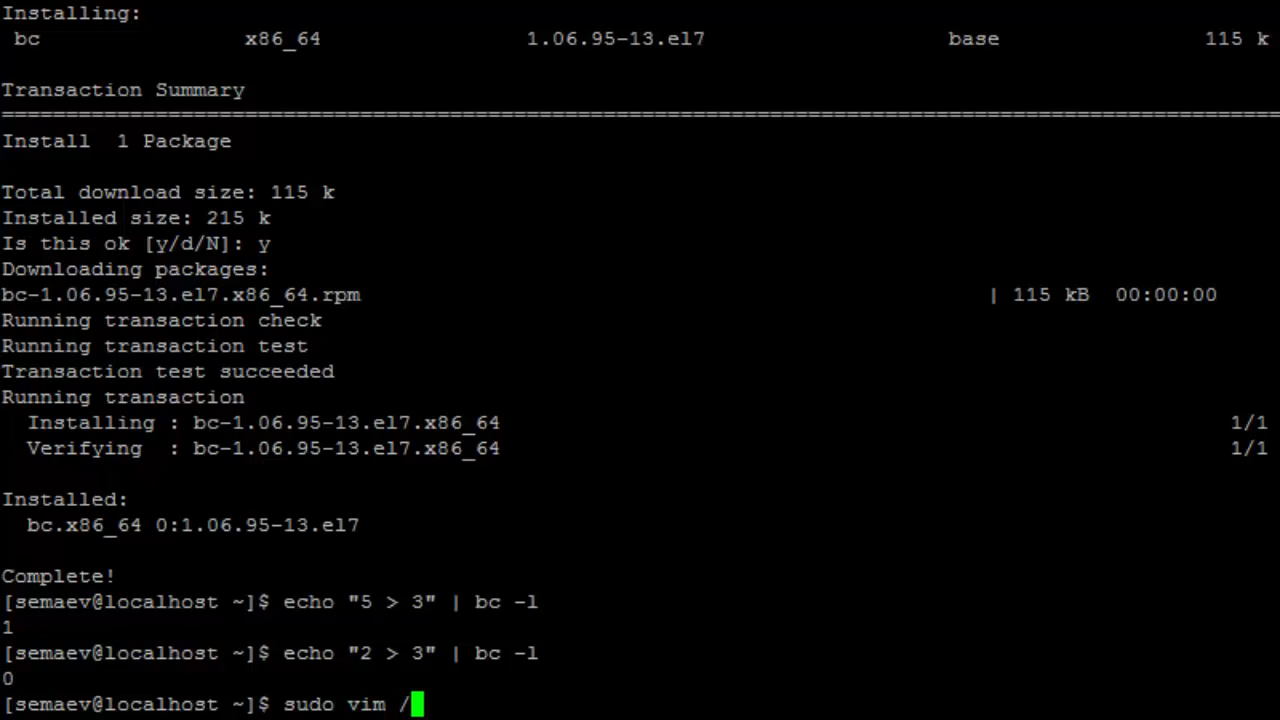 Installing:
bc x86_64 1.06.95-13.el7 base 115 k
Transaction Summary
================================================================================
Install 1 Package
Total download size: 115 k
Installed size: 215 k
Is this ok [y/d/N]: y
Downloading packages:
bc-1.06.95-13.el7.x86_64.rpm | 115 kB 00:00:00
Running transaction check
Running transaction test
Transaction test succeeded
Running transaction
Installing : bc-1.06.95-13.el7.x86_64 1/1
Verifying : bc-1.06.95-13.el7.x86_64 1/1
Installed:
bc.x86_64 0:1.06.95-13.el7
Complete!
[semaev@localhost ~]$ echo "5 > 3" | bc -l
1
[semaev@localhost ~]$ echo "2 > 3" | bc -l
0
[semaev@localhost ~]$ sudo vim /